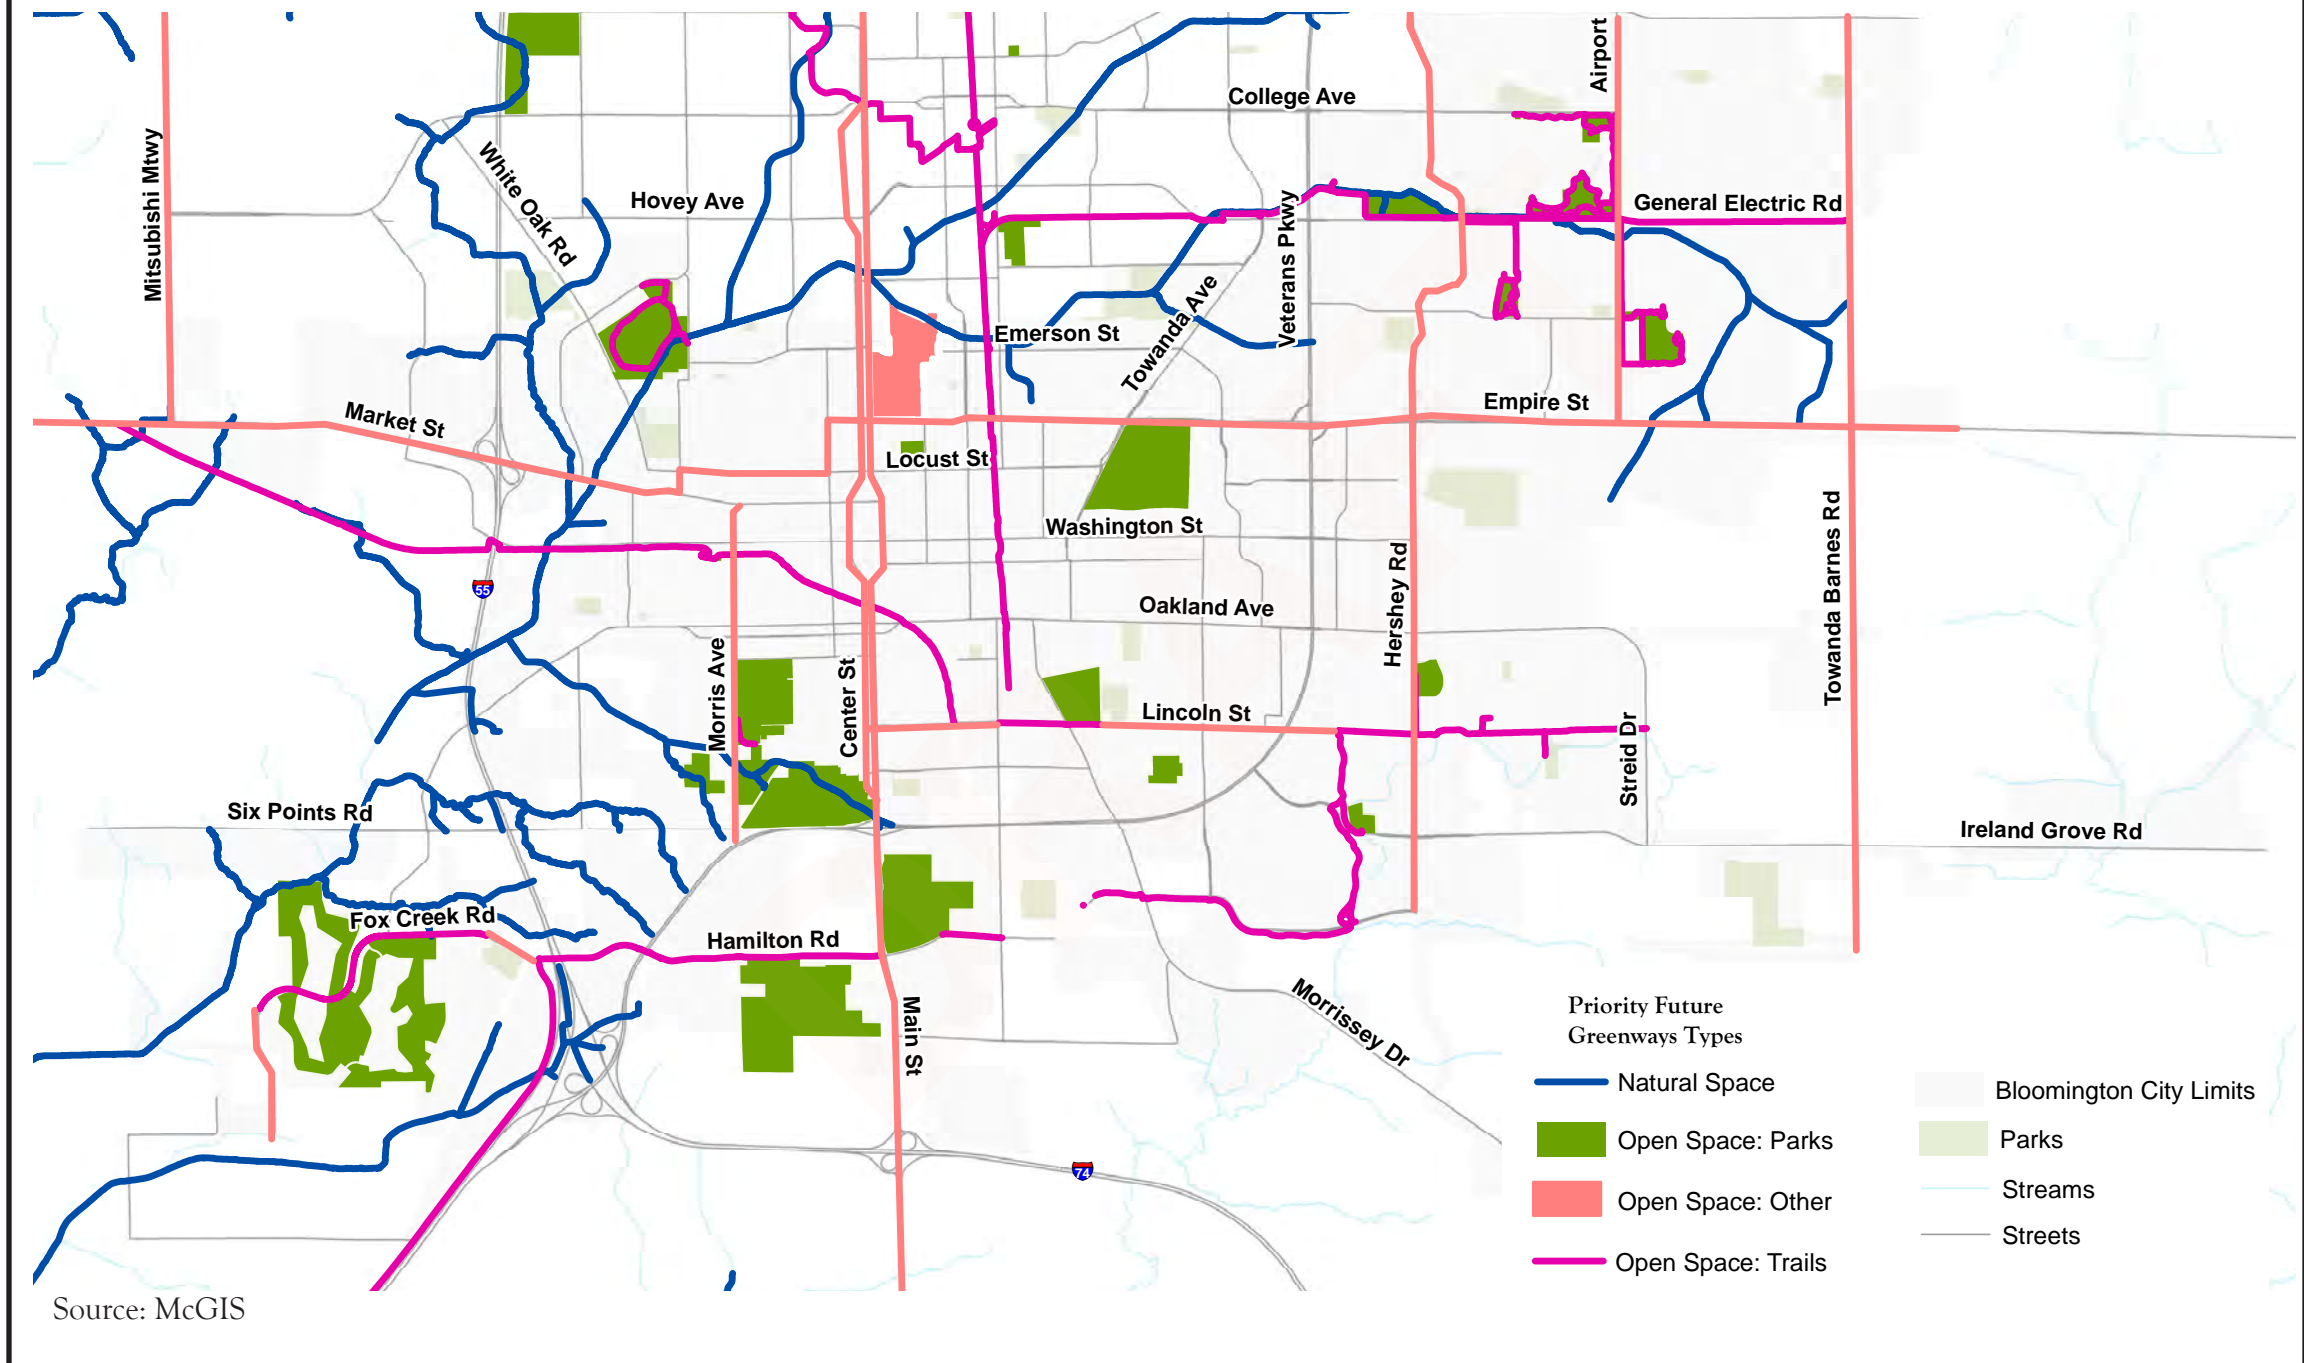 Airport
College Ave
Mitsubishi Mtwy
White Oak Rd
Hovey Ave
Veterans Pkwy
General Electric Rd
Emerson St
Towanda Ave
Market St
Empire St
Locust St
Washington St
55
Oakland Ave
Hershey Rd
Towanda Barnes Rd
Morris Ave
Center St
Lincoln St
Streid Dr
Six Points Rd
Ireland Grove Rd
Fox Creek Rd
Hamilton Rd
Main St
Morrissey Dr
74
Priority Future
Greenways Types
Natural Space
Open Space: Parks
Open Space: Other
Open Space: Trails
Bloomington City Limits
Parks
Streams
Streets
Source: McGIS